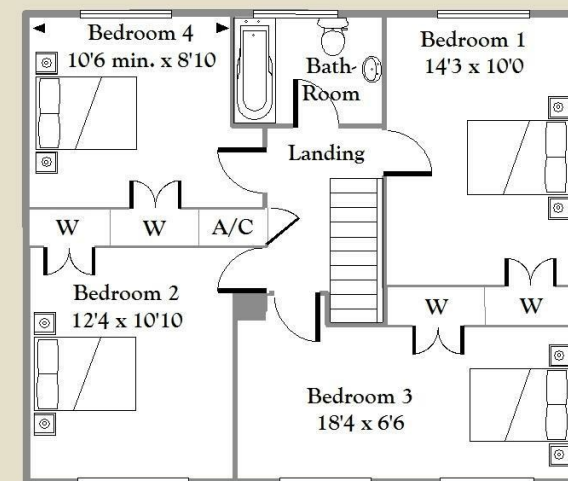 Bedroom 4
10'6 min. x 8'10
Bath-
Room
Bedroom 1
14'3 x 10'0
Landing
W
W
A/C
Bedroom 2
12'4 x 10'10
W
W
Bedroom 3
18'4 x 6'6